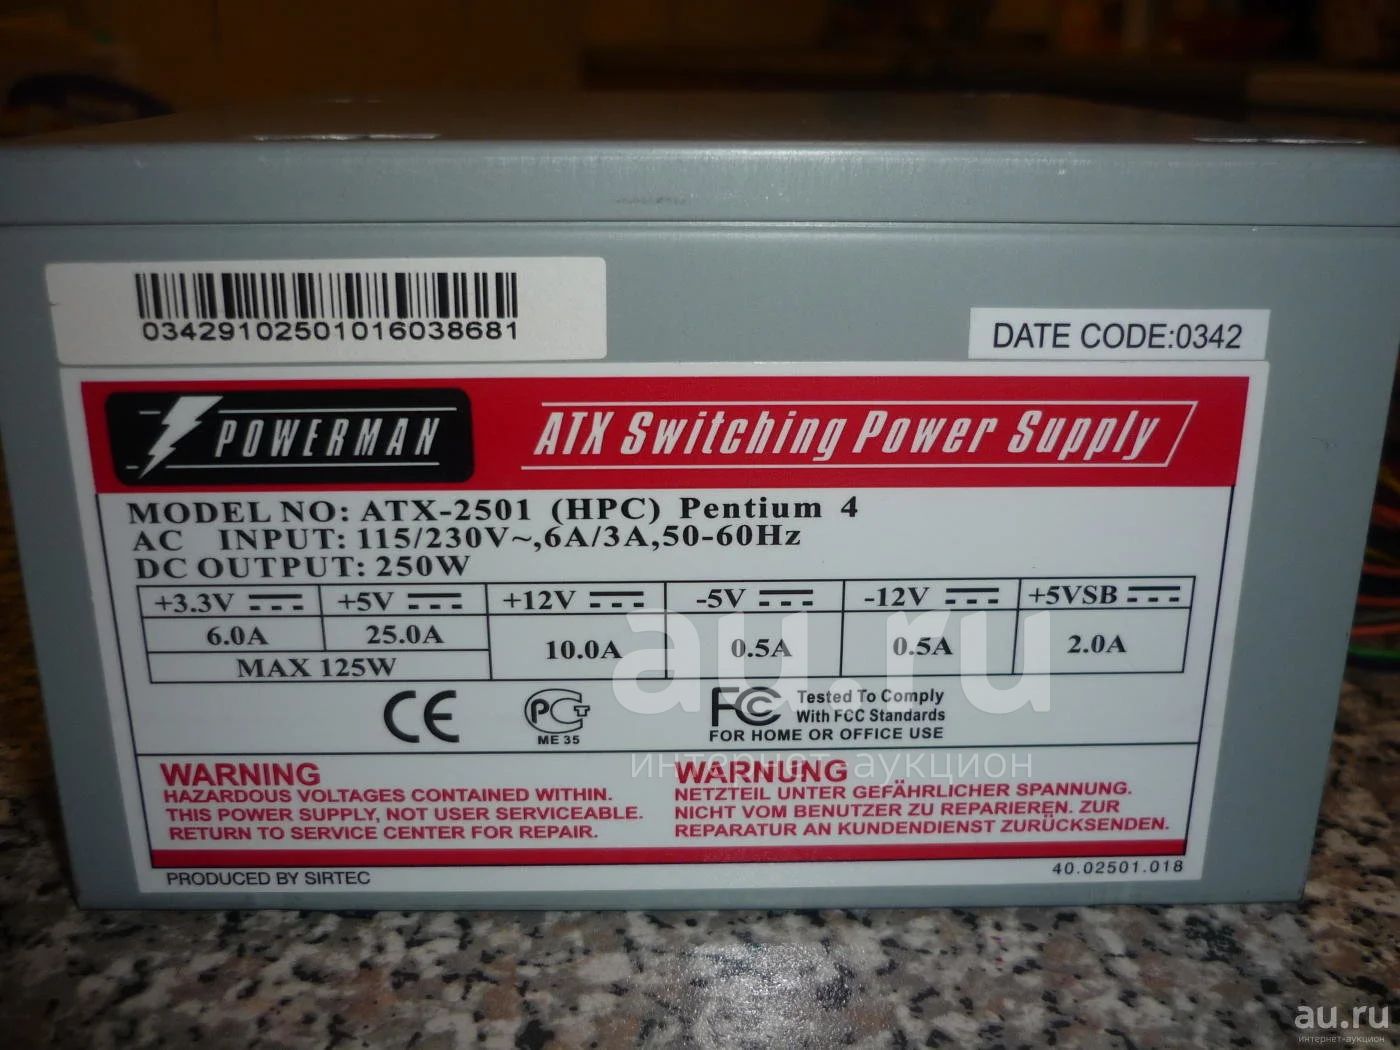 03429102501016038681
DATE CODE:0342
POWERMAN
ATX Switching Power Supply
MODEL NO: ATX-2501 (HPC) Pentium 4
AC INPUT: 115/230V~,6A/3A,50-60Hz
DC OUTPUT: 250W
+3.3V +5V +12V -5V -12V +5VSB
6.0A 25.0A 10.0A 0.5A 0.5A 2.0A
MAX 125W
CE PCT FC Tested To Comply
With FCC Standards
ME 35 FOR HOME OR OFFICE USE
au.ru
интернет-аукцион
WARNING
HAZARDOUS VOLTAGES CONTAINED WITHIN.
THIS POWER SUPPLY, NOT USER SERVICEABLE.
RETURN TO SERVICE CENTER FOR REPAIR.
WARNUNG
NETZTEIL UNTER GEFÄHRLICHER SPANNUNG.
NICHT VOM BENUTZER ZU REPARIEREN. ZUR
REPARATUR AN KUNDENDIENST ZURÜCKSENDEN.
PRODUCED BY SIRTEC
40.02501.018
au.ru
интернет-аукцион